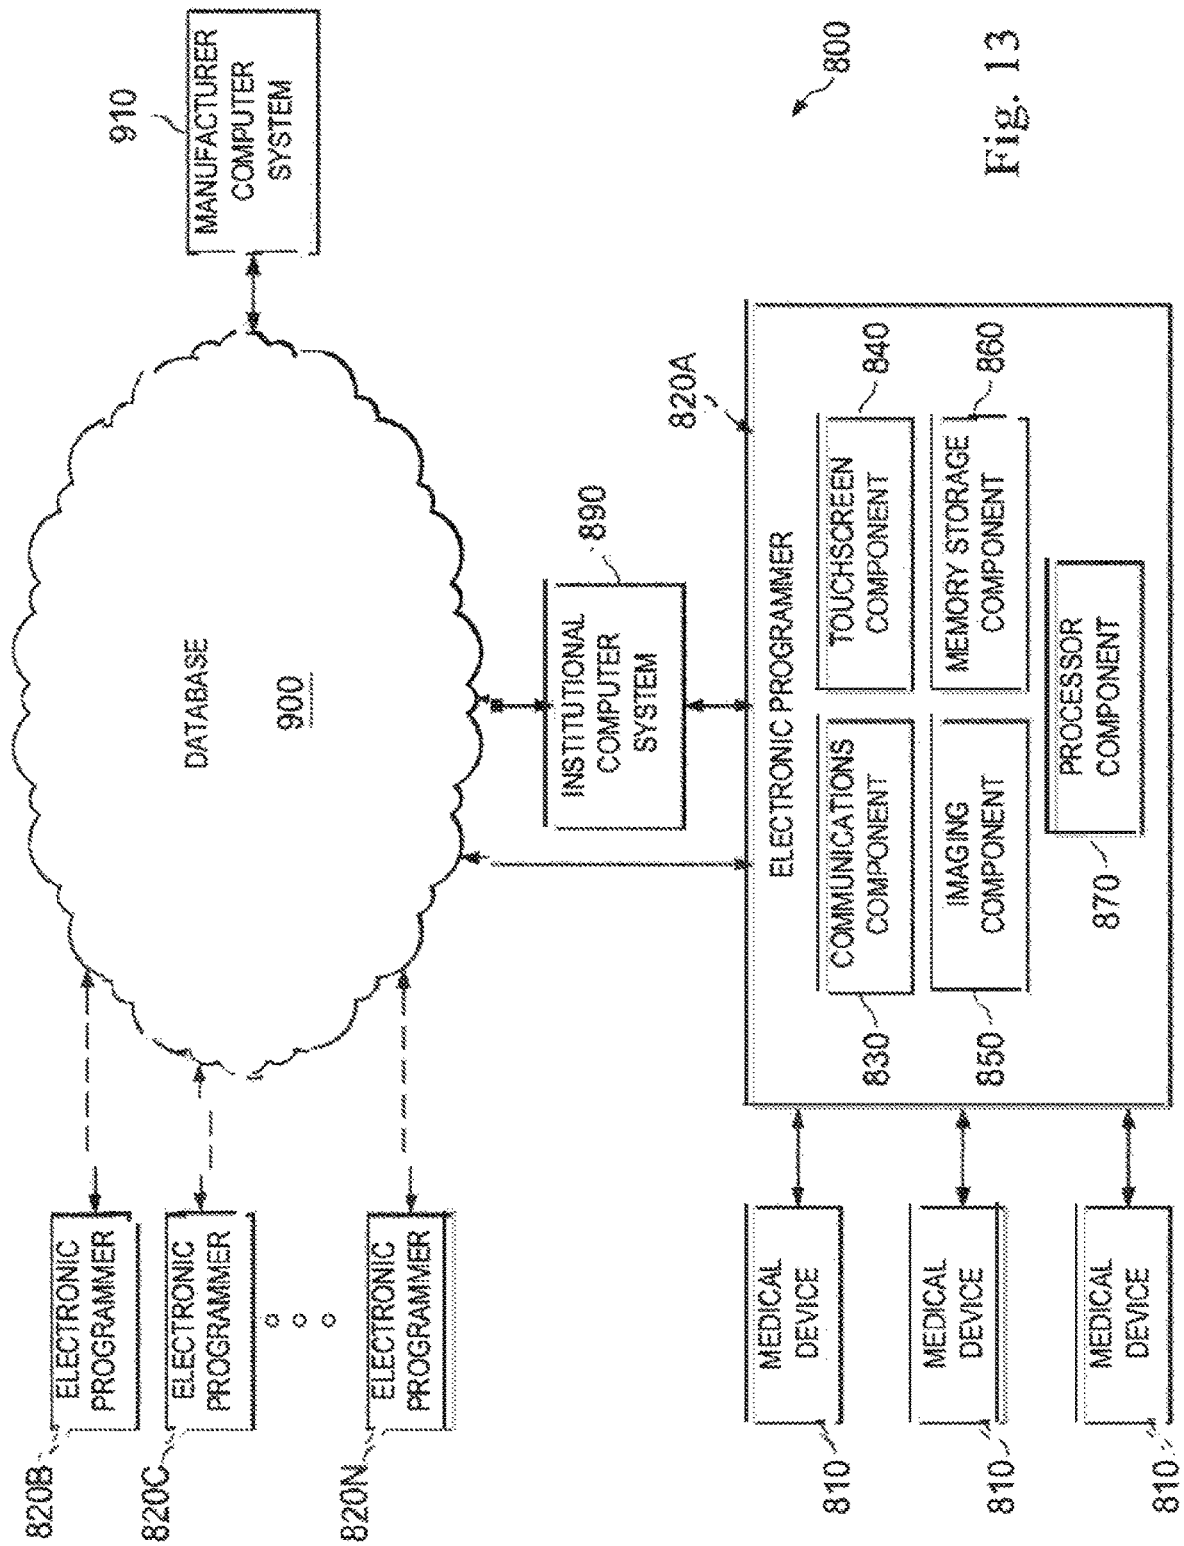 820B
ELECTRONIC
PROGRAMMER
820C
ELECTRONIC
PROGRAMMER
820N
ELECTRONIC
PROGRAMMER
DATABASE
900
910
MANUFACTURER
COMPUTER
SYSTEM
INSTITUTIONAL
COMPUTER
SYSTEM
890
820A
ELECTRONIC PROGRAMMER
830
COMMUNICATIONS
COMPONENT
TOUCHSCREEN
COMPONENT
840
850
IMAGING
COMPONENT
MEMORY STORAGE
COMPONENT
860
870
PROCESSOR
COMPONENT
810
MEDICAL
DEVICE
810
MEDICAL
DEVICE
810
MEDICAL
DEVICE
800
Fig. 13